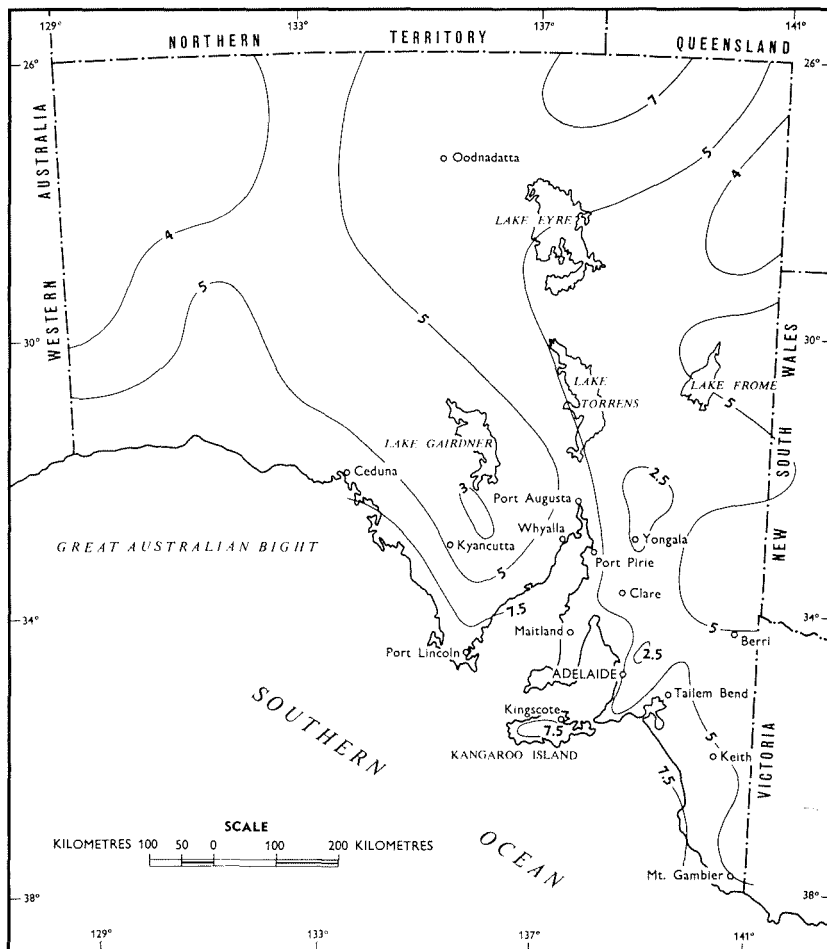 129° 133° 137° 141°
NORTHERN TERRITORY QUEENSLAND
26° 26°
7
Oodnadatta
5
4
AUSTRALIA
LAKE EYRE
4
WESTERN
5
5
30° 30°
WALES
LAKE TORRENS
LAKE FROME
5
LAKE GAIRDNER
SOUTH
Ceduna
3
2.5
Port Augusta
Whyalla
NEW
GREAT AUSTRALIAN BIGHT
Kyancutta
Yongala
Port Pirie
5
7.5
Clare
34° 34°
Maitland
5
Berri
Port Lincoln
2.5
ADELAIDE
Tailem Bend
Kingscote
7.5
5
SOUTHERN
KANGAROO ISLAND
Keith
7.5
VICTORIA
SCALE
KILOMETRES 100 50 0 100 200 KILOMETRES
OCEAN
Mt. Gambier
38° 38°
129° 133° 137° 141°